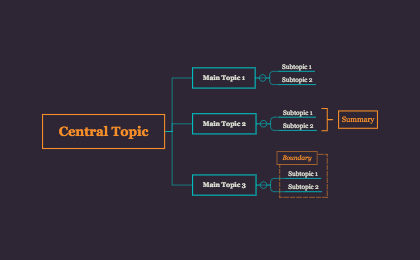 Central Topic
Main Topic 1
Subtopic 1
Subtopic 2
Main Topic 2
Subtopic 1
Subtopic 2
Summary
Main Topic 3
Boundary
Subtopic 1
Subtopic 2